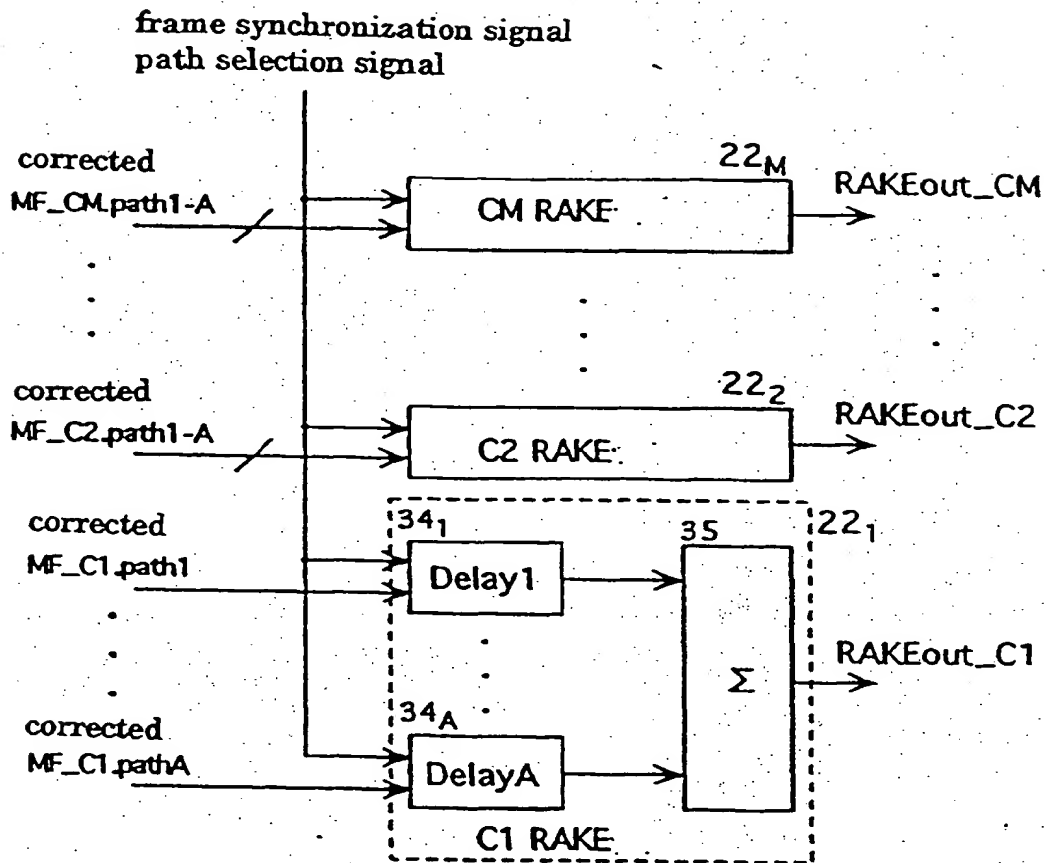 frame synchronization signal
path selection signal
corrected
MF_CM.path1-A
22M
CM RAKE
RAKEout_CM
corrected
MF_C2.path1-A
222
C2 RAKE
RAKEout_C2
corrected
MF_C1.path1
341
Delay1
35
221
Σ
RAKEout_C1
corrected
MF_C1.pathA
34A
DelayA
C1 RAKE